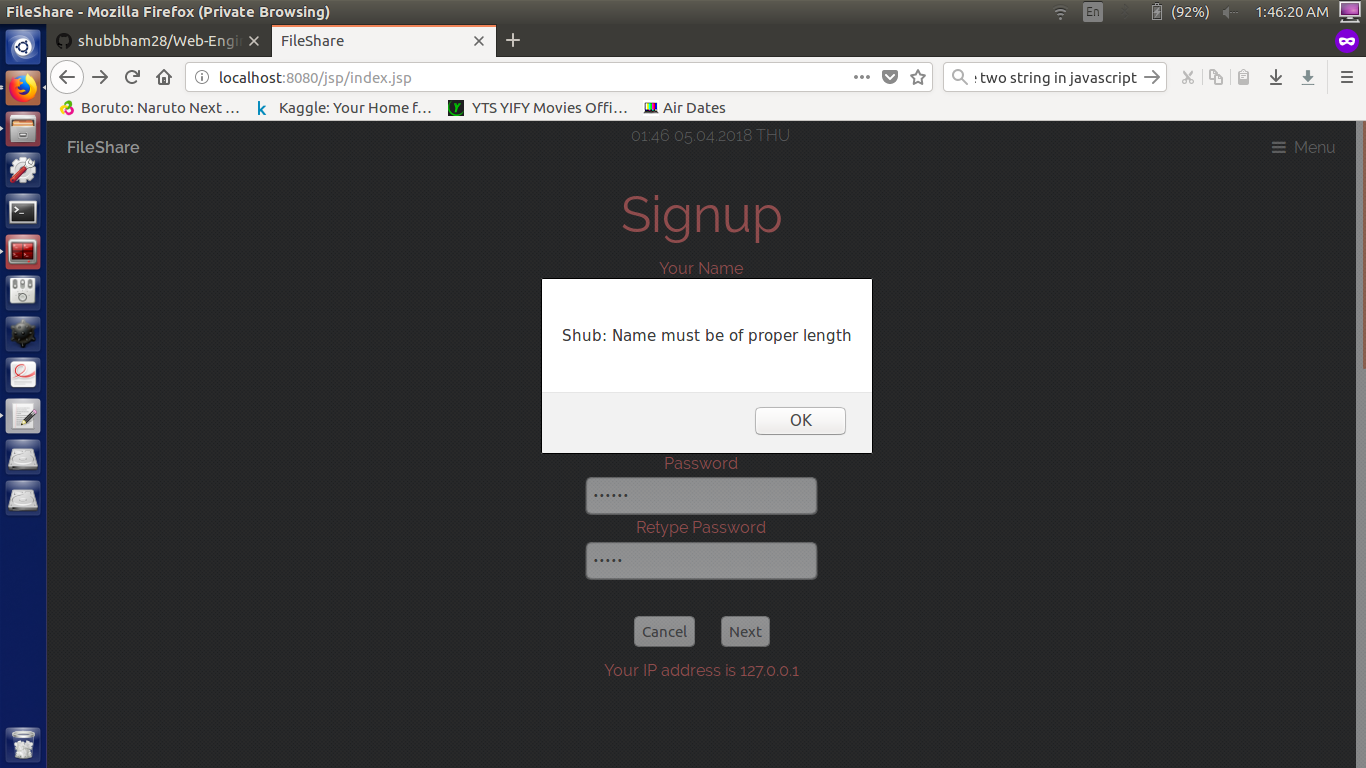 FileShare - Mozilla Firefox (Private Browsing)
En
(92%)
1:46:20 AM
shubbham28/Web-Engi
FileShare
localhost:8080/jsp/index.jsp
two string in javascript
Boruto: Naruto Next ...
Kaggle: Your Home f...
YTS YIFY Movies Offi...
Air Dates
01:46 05.04.2018 THU
FileShare
Menu
Signup
Your Name
Shub: Name must be of proper length
OK
Password
••••••
Retype Password
•••••
Cancel
Next
Your IP address is 127.0.0.1